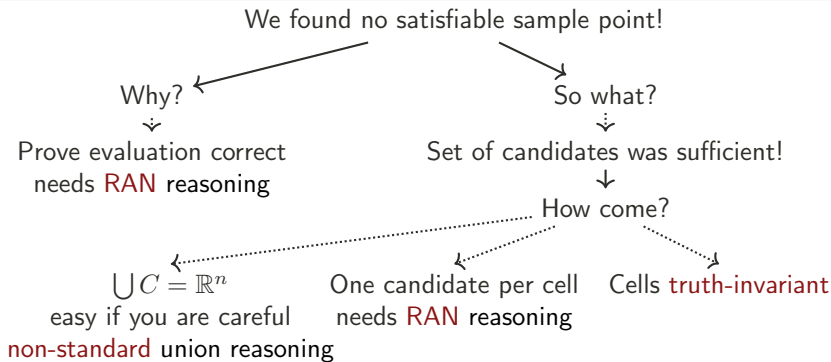 We found no satisfiable sample point!
Why?
So what?
Prove evaluation correct
needs RAN reasoning
Set of candidates was sufficient!
How come?
⋃ C = ℝⁿ
easy if you are careful
non-standard union reasoning
One candidate per cell
needs RAN reasoning
Cells truth-invariant